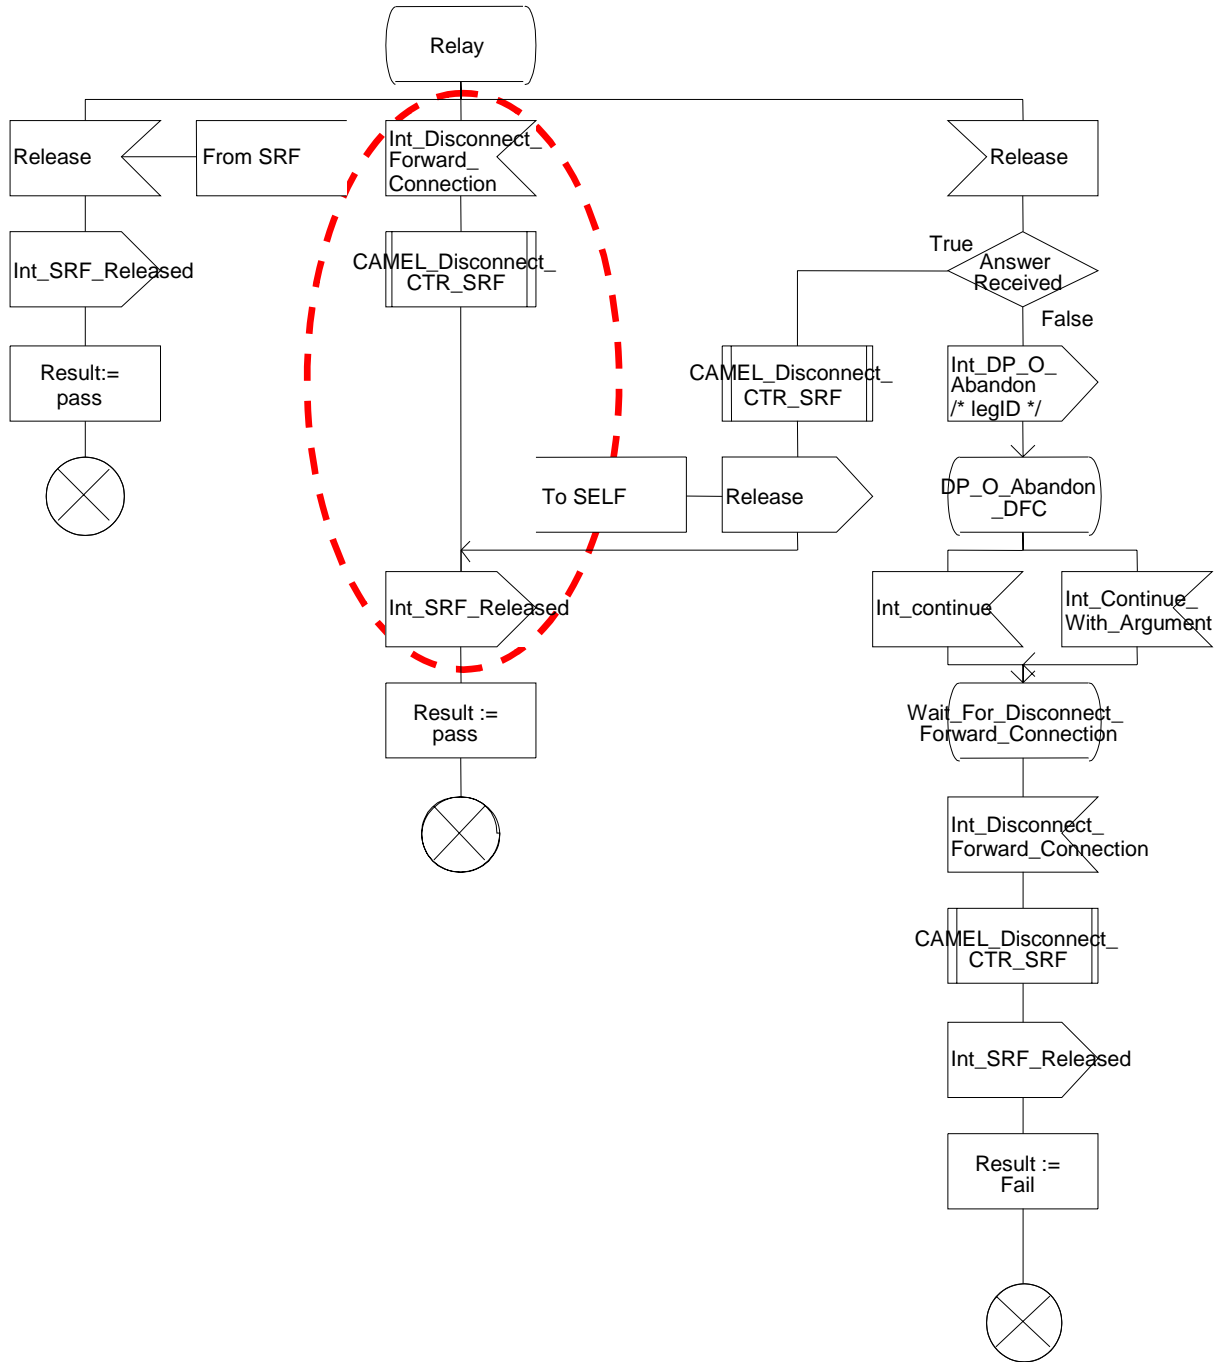 Relay
Release
From SRF
Int_Disconnect_
Forward_
Connection
Release
Int_SRF_Released
CAMEL_Disconnect_
CTR_SRF
True
Answer
Received
False
Result:=
pass
CAMEL_Disconnect_
CTR_SRF
Int_DP_O_
Abandon
/* legID */
To SELF
Release
DP_O_Abandon
_DFC
Int_SRF_Released
Int_continue
Int_Continue_
With_Argument
Result :=
pass
Wait_For_Disconnect_
Forward_Connection
Int_Disconnect_
Forward_Connection
CAMEL_Disconnect_
CTR_SRF
Int_SRF_Released
Result :=
Fail